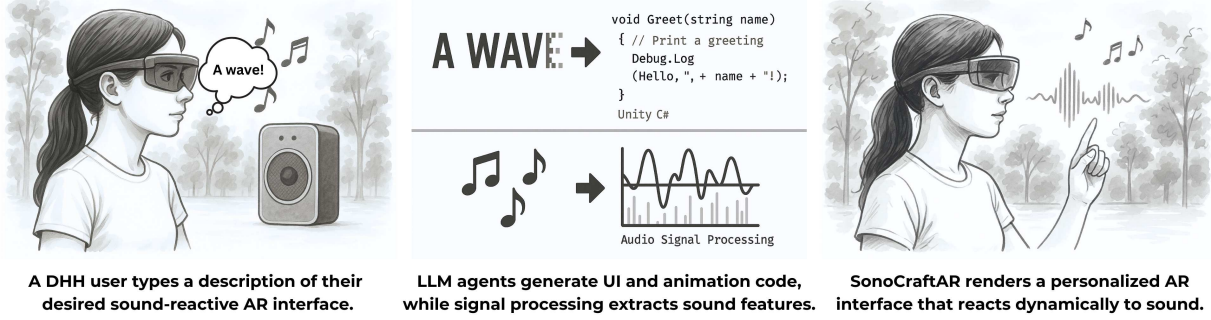 A wave!
A DHH user types a description of their
desired sound-reactive AR interface.
A WAVE
void Greet(string name)
{ // Print a greeting
Debug.Log
(Hello, ", + name + "!);
}
Unity C#
Audio Signal Processing
LLM agents generate UI and animation code,
while signal processing extracts sound features.
SonoCraftAR renders a personalized AR
interface that reacts dynamically to sound.